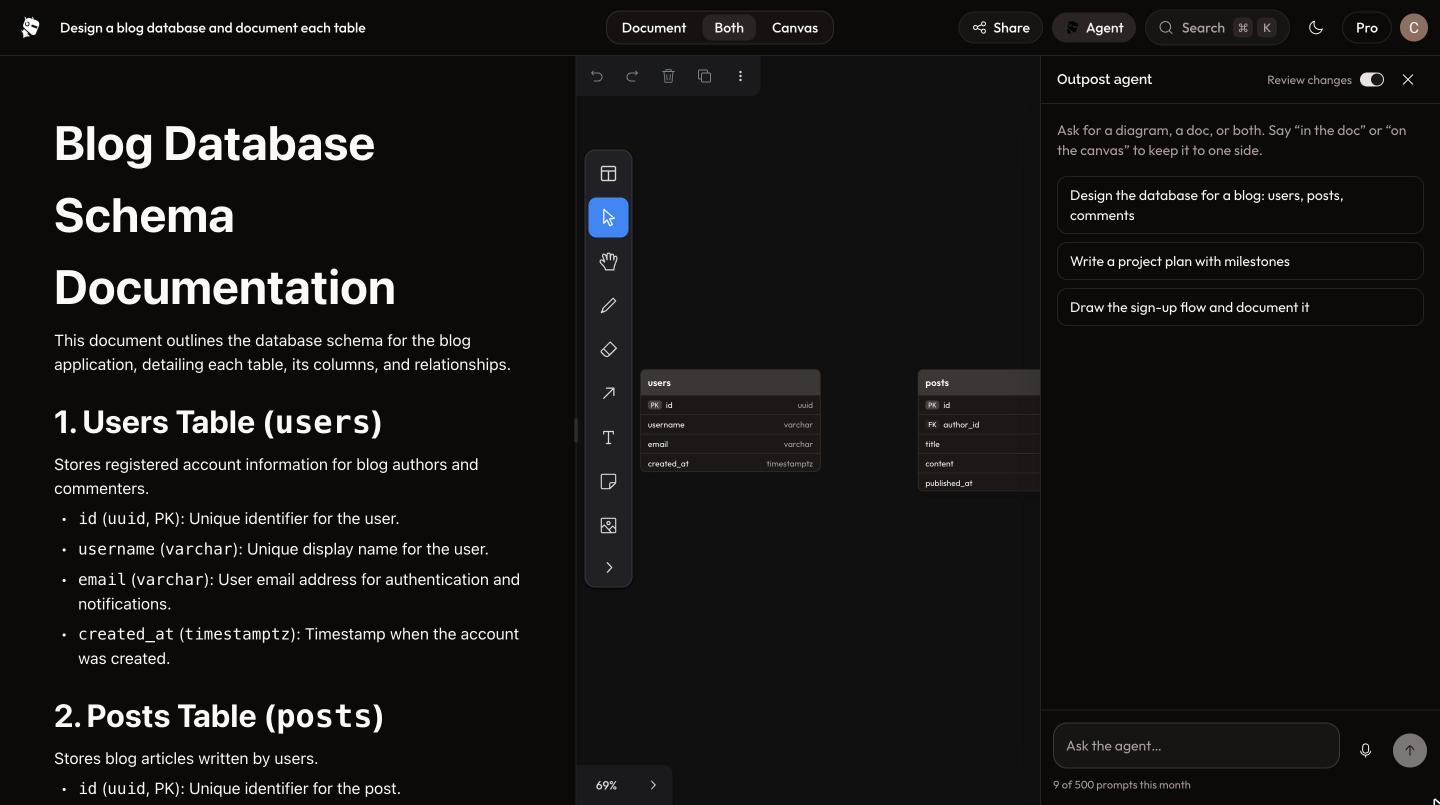 Design a blog database and document each table
Document Both Canvas
Share Agent Search ⌘ K Pro C
Blog Database
Schema
Documentation
This document outlines the database schema for the blog
application, detailing each table, its columns, and relationships.
1. Users Table (users)
Stores registered account information for blog authors and
commenters.
• id (uuid, PK): Unique identifier for the user.
• username (varchar): Unique display name for the user.
• email (varchar): User email address for authentication and
notifications.
• created_at (timestamptz): Timestamp when the account
was created.
2. Posts Table (posts)
Stores blog articles written by users.
• id (uuid, PK): Unique identifier for the post.
users
PK id uuid
username varchar
email varchar
created_at timestamptz
posts
PK id
FK author_id
title
content
published_at
69%
Outpost agent Review changes
Ask for a diagram, a doc, or both. Say “in the doc” or “on
the canvas” to keep it to one side.
Design the database for a blog: users, posts,
comments
Write a project plan with milestones
Draw the sign-up flow and document it
Ask the agent...
9 of 500 prompts this month